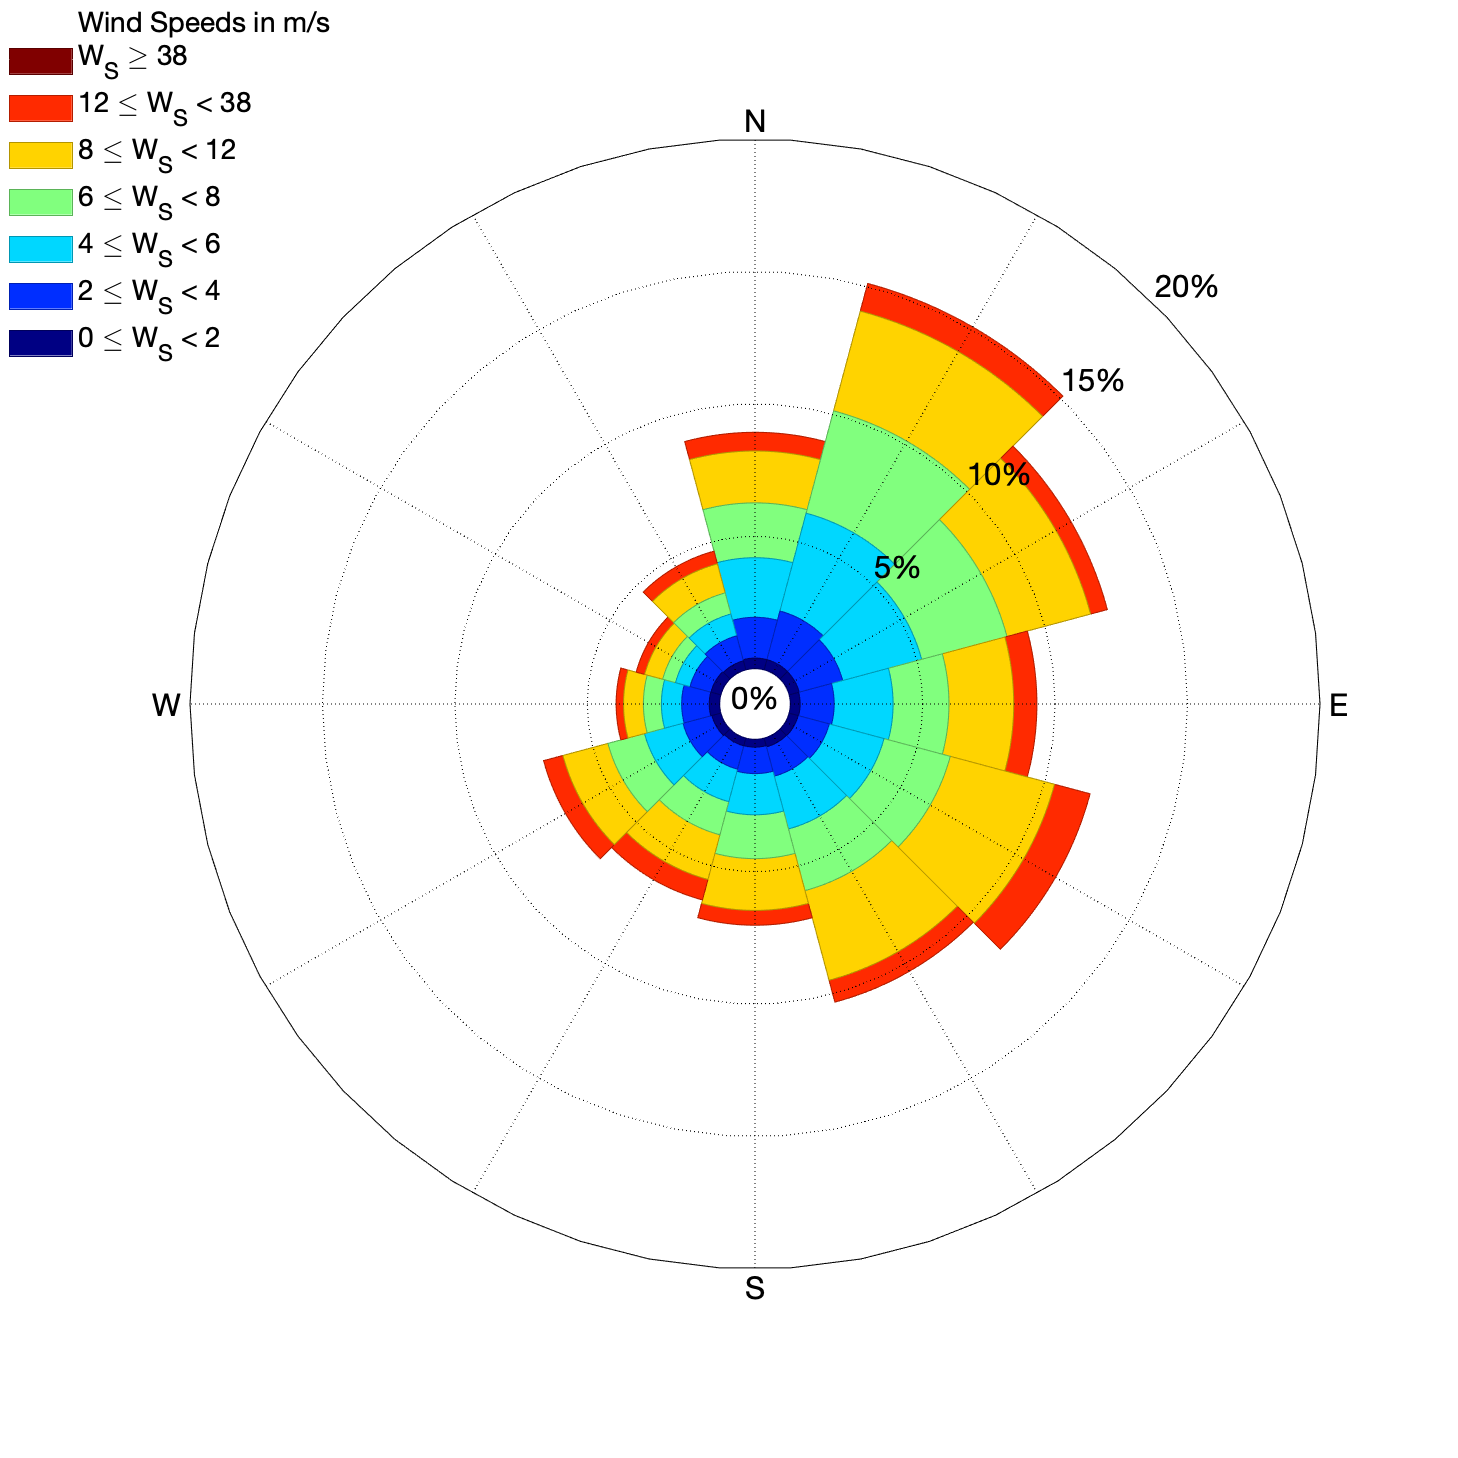 Wind Speeds in m/s
W_S ≥ 38
12 ≤ W_S < 38
8 ≤ W_S < 12
6 ≤ W_S < 8
4 ≤ W_S < 6
2 ≤ W_S < 4
0 ≤ W_S < 2
N
20%
15%
10%
5%
0%
W
E
S